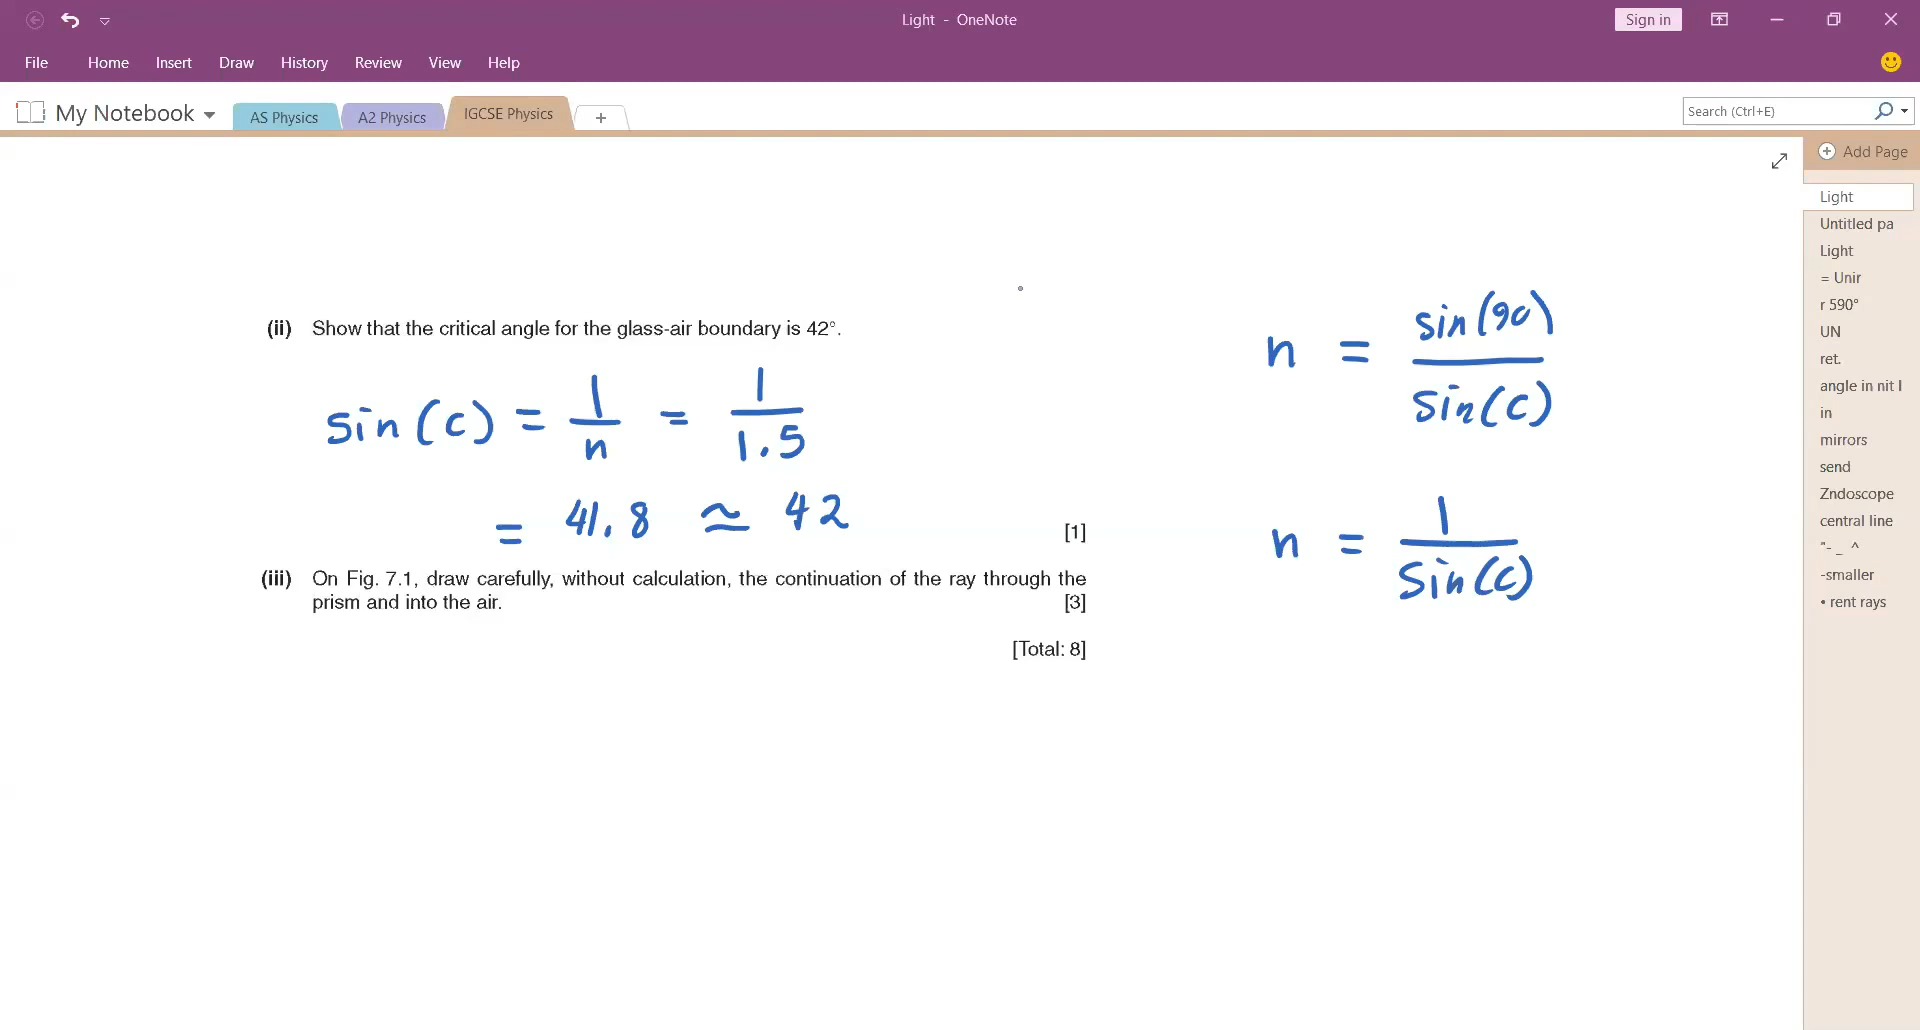 Light - OneNote
Sign in
File Home Insert Draw History Review View Help
My Notebook
AS Physics A2 Physics IGCSE Physics +
Search (Ctrl+E)
Add Page
Light
Untitled pa
Light
= Unir
r 590°
UN
ret.
angle in nit l
in
mirrors
send
Zndoscope
central line
"- _ ^
-smaller
• rent rays
(ii) Show that the critical angle for the glass-air boundary is 42°.
sin (c) = 1/n = 1/1.5
= 41.8 ≈ 42
[1]
(iii) On Fig. 7.1, draw carefully, without calculation, the continuation of the ray through the
prism and into the air. [3]
[Total: 8]
n = sin(90)/sin(c)
n = 1/sin(c)